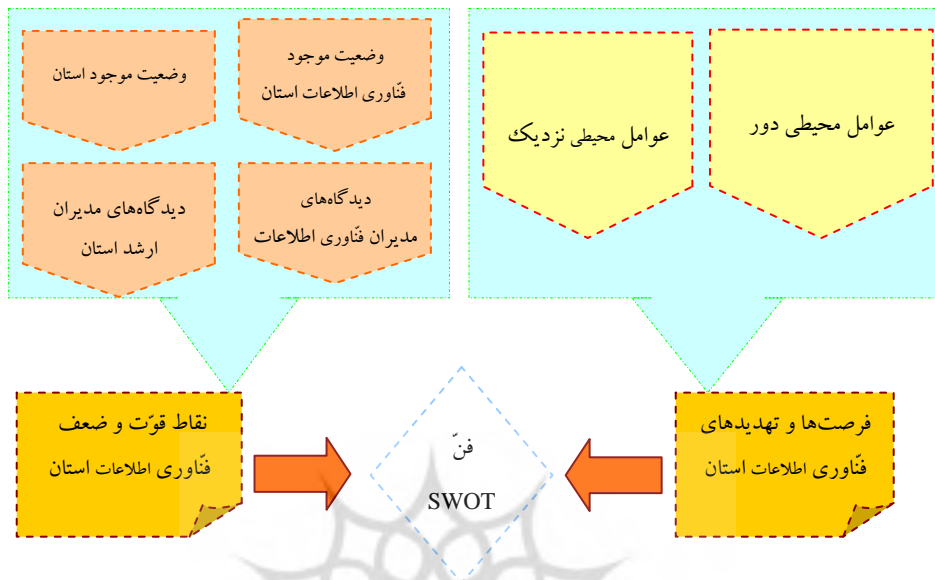 عوامل محیطی دور
عوامل محیطی نزدیك
وضعیت موجود
فنّاوری اطلاعات استان
وضعیت موجود استان
دیدگاه‌های
مدیران فنّاوری اطلاعات
دیدگاه‌های مدیران
ارشد استان
فرصت‌ها و تهدیدهای
فنّاوری اطلاعات استان
فنّ
SWOT
نقاط قوّت و ضعف
فنّاوری اطلاعات استان